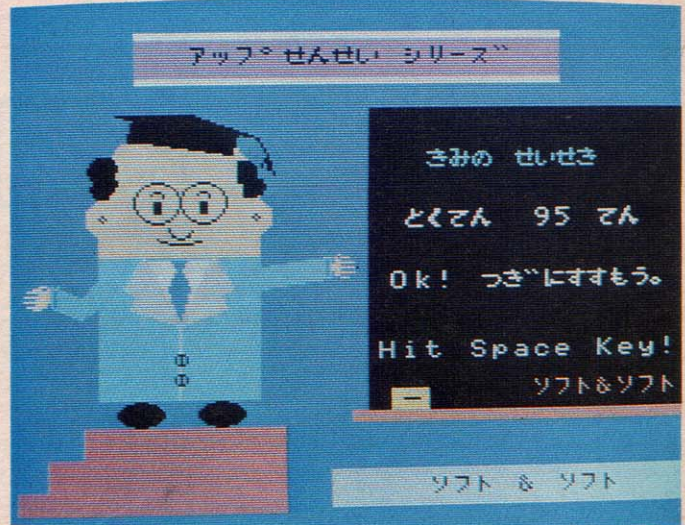 アップ゜せんせい シリーズ゛
きみの せいせき
とくてん 95 てん
Ok! つき゛にすすもう。
Hit Space Key!
ソフト&ソフト
ソフト & ソフト